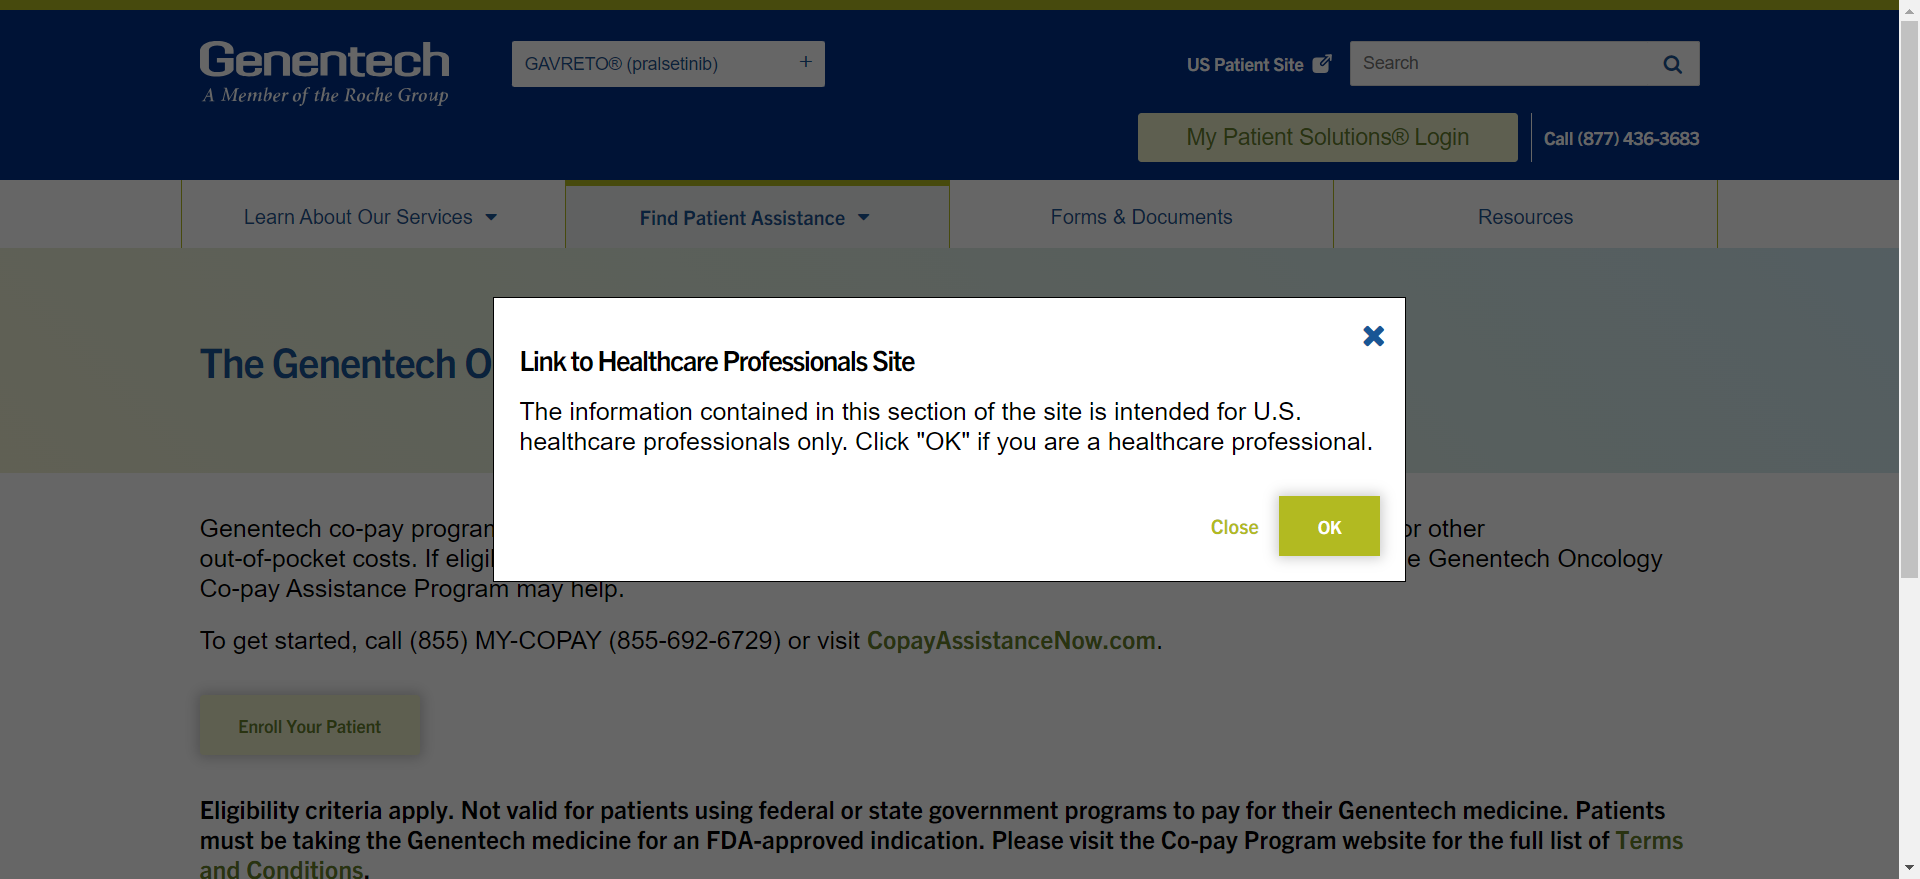 Genentech
A Member of the Roche Group
GAVRETO® (pralsetinib) +
US Patient Site
Search
My Patient Solutions® Login
Call (877) 436-3683
Learn About Our Services
Find Patient Assistance
Forms & Documents
Resources
The Genentech O
Link to Healthcare Professionals Site
The information contained in this section of the site is intended for U.S.
healthcare professionals only. Click "OK" if you are a healthcare professional.
Close
OK
Genentech co-pay program
or other
out-of-pocket costs. If eligi
e Genentech Oncology
Co-pay Assistance Program may help.
To get started, call (855) MY-COPAY (855-692-6729) or visit CopayAssistanceNow.com.
Enroll Your Patient
Eligibility criteria apply. Not valid for patients using federal or state government programs to pay for their Genentech medicine. Patients
must be taking the Genentech medicine for an FDA-approved indication. Please visit the Co-pay Program website for the full list of Terms
and Conditions.